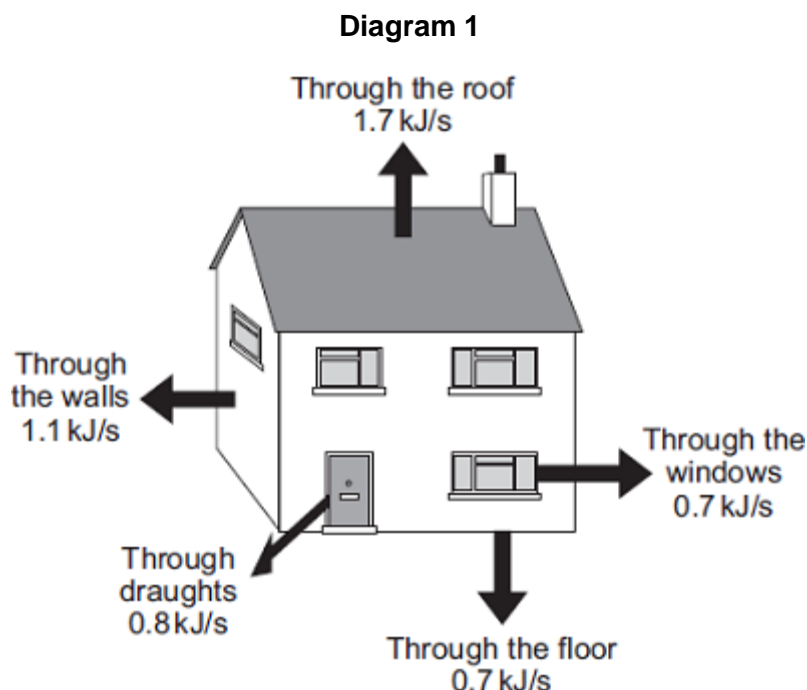 Diagram 1
Through the roof
1.7 kJ/s
Through
the walls
1.1 kJ/s
Through the
windows
0.7 kJ/s
Through
draughts
0.8 kJ/s
Through the floor
0.7 kJ/s